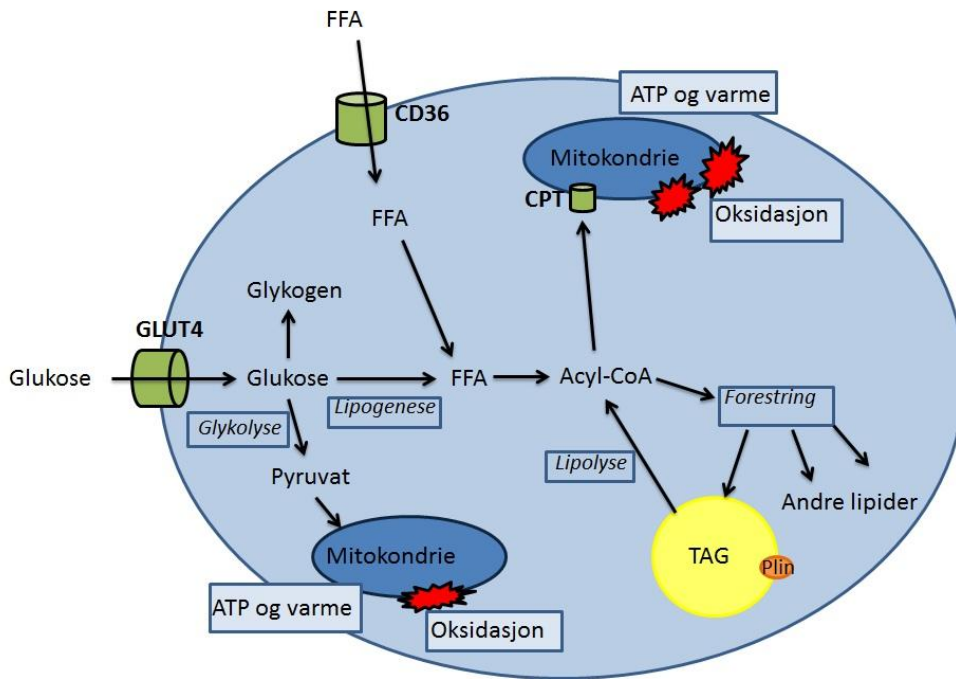 FFA
CD36
ATP og varme
Mitokondrie
CPT
Oksidasjon
FFA
Glykogen
GLUT4
Glukose
Glukose
FFA
Acyl-CoA
Forestring
Lipogenese
Glykolyse
Lipolyse
Pyruvat
Andre lipider
Mitokondrie
TAG
Plin
ATP og varme
Oksidasjon